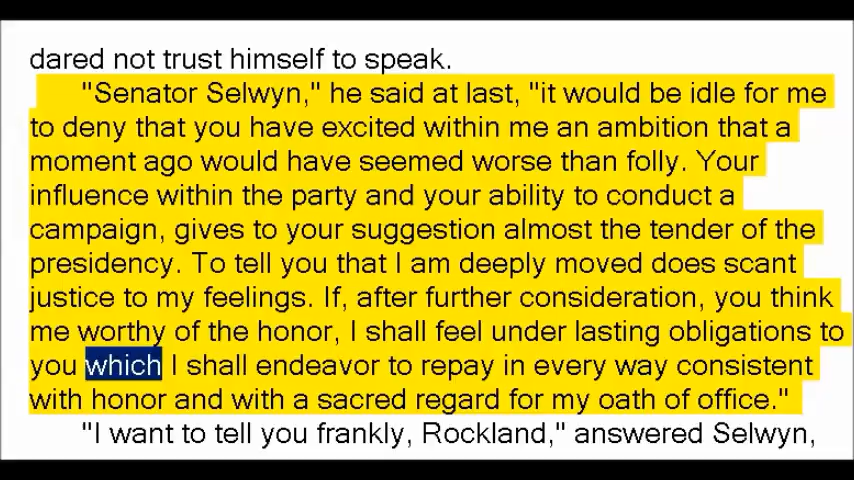 dared not trust himself to speak.
"Senator Selwyn," he said at last, "it would be idle for me
to deny that you have excited within me an ambition that a
moment ago would have seemed worse than folly. Your
influence within the party and your ability to conduct a
campaign, gives to your suggestion almost the tender of the
presidency. To tell you that I am deeply moved does scant
justice to my feelings. If, after further consideration, you think
me worthy of the honor, I shall feel under lasting obligations to
you which I shall endeavor to repay in every way consistent
with honor and with a sacred regard for my oath of office."
"I want to tell you frankly, Rockland," answered Selwyn,